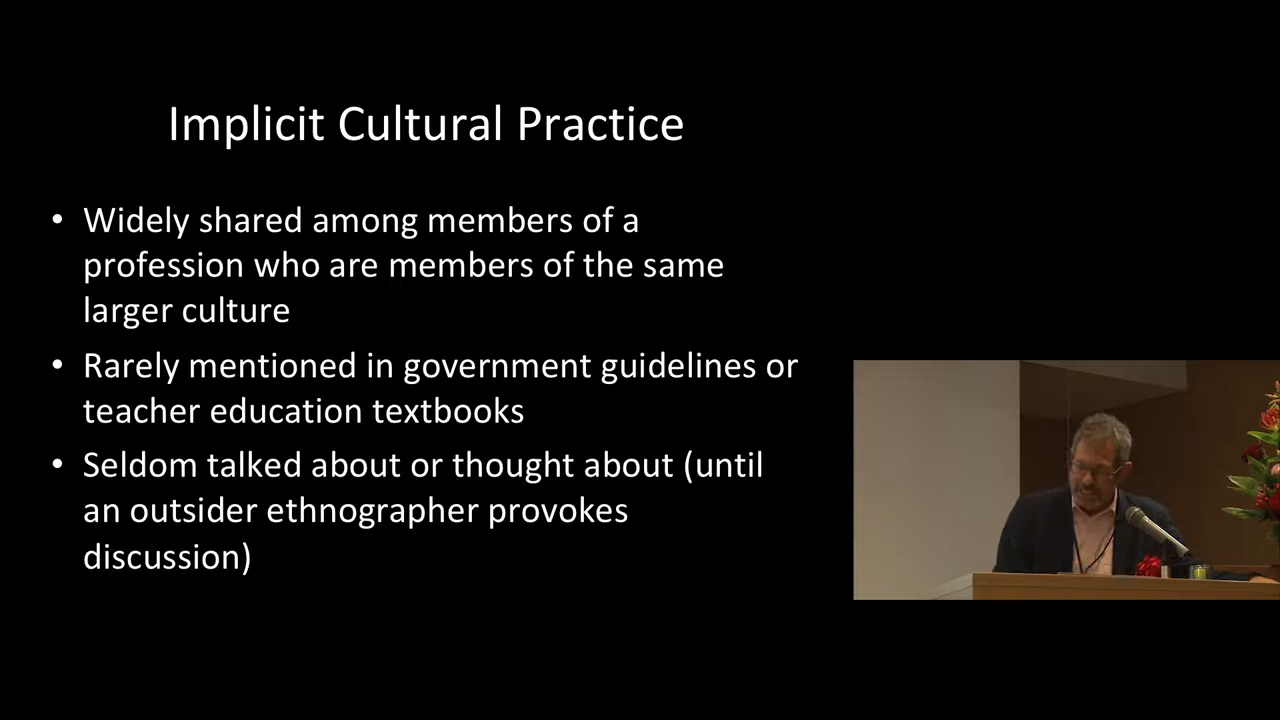 Implicit Cultural Practice
• Widely shared among members of a
profession who are members of the same
larger culture
• Rarely mentioned in government guidelines or
teacher education textbooks
• Seldom talked about or thought about (until
an outsider ethnographer provokes
discussion)